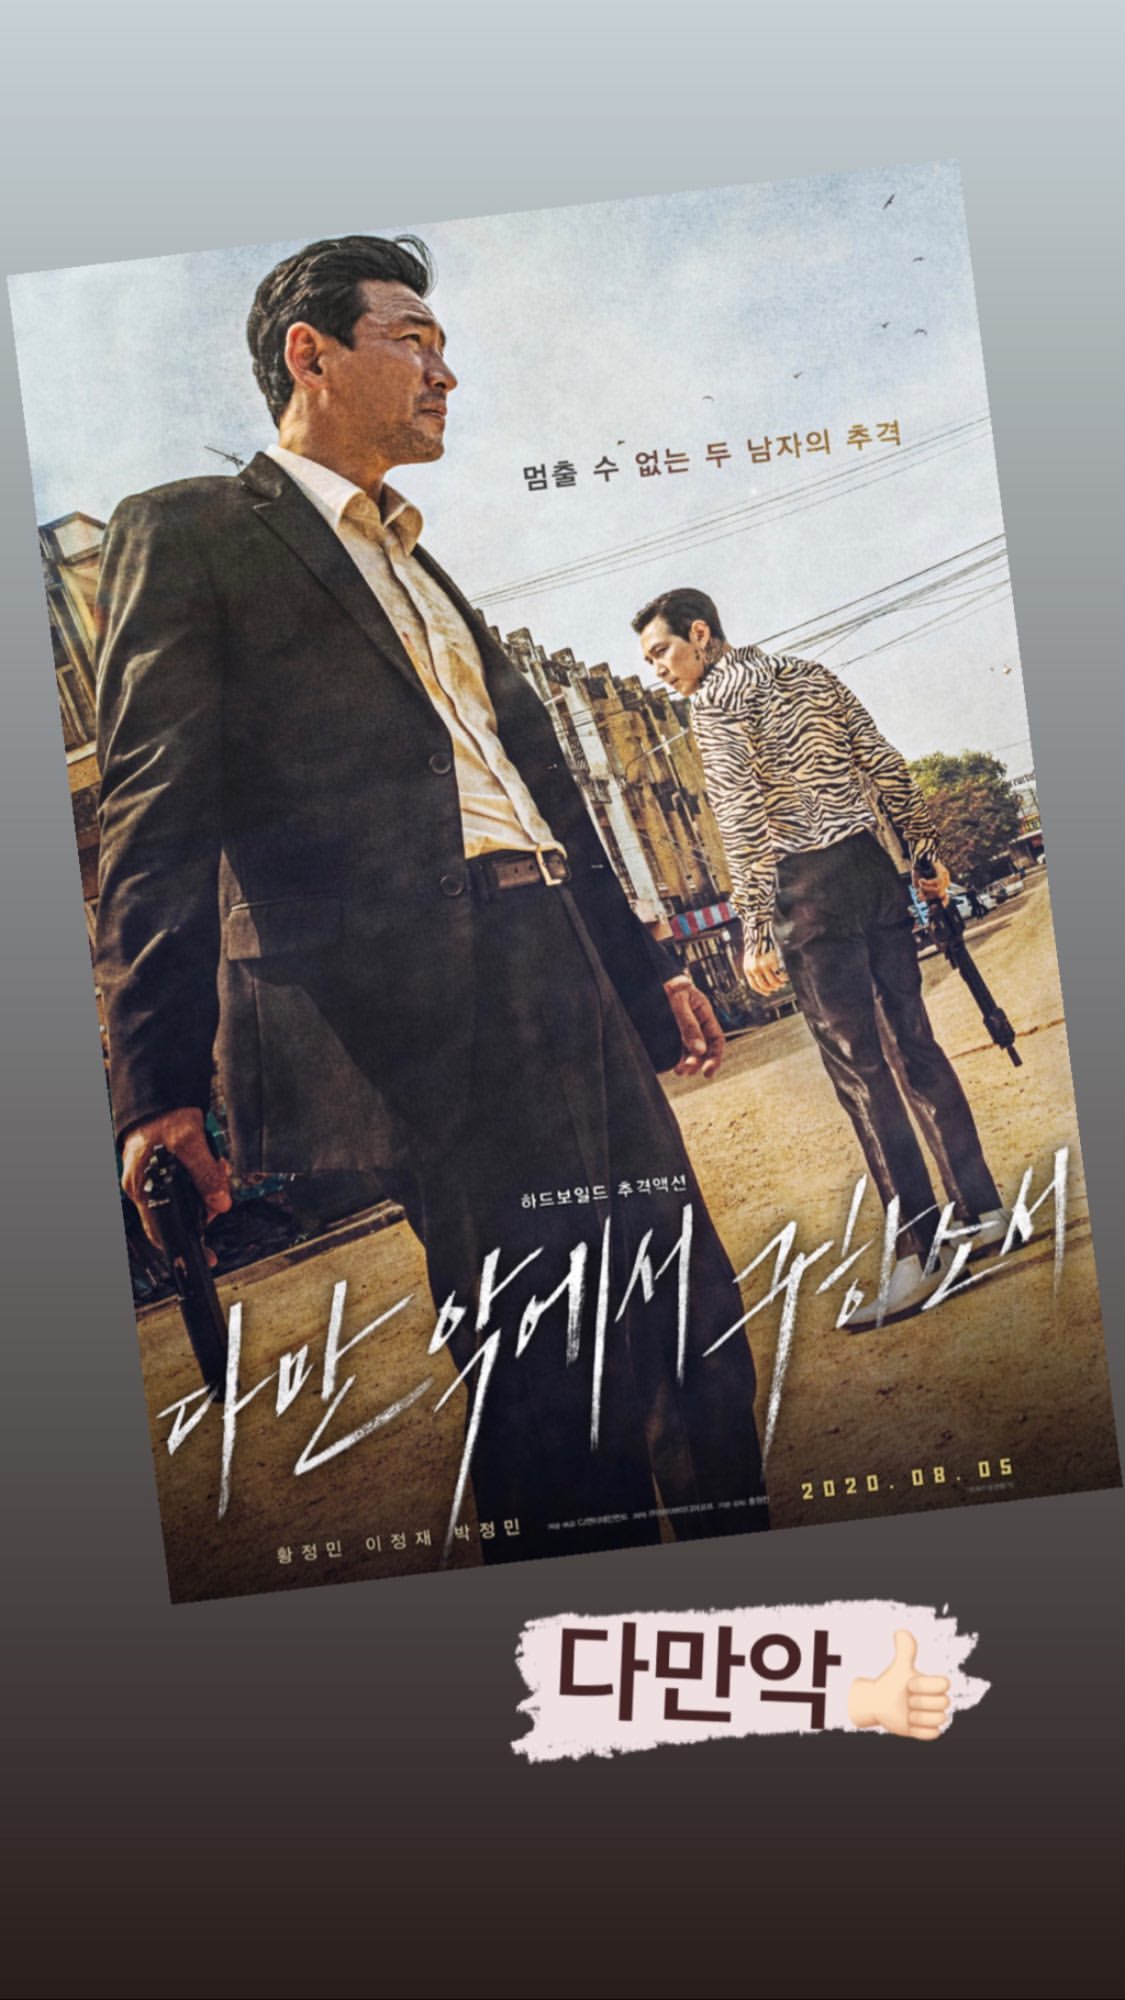 멈출 수 없는 두 남자의 추격
하드보일드 추격액션
다만 악에서 구하소서
2020.08.05
황정민 이정재 박정민
다만악👍🏻